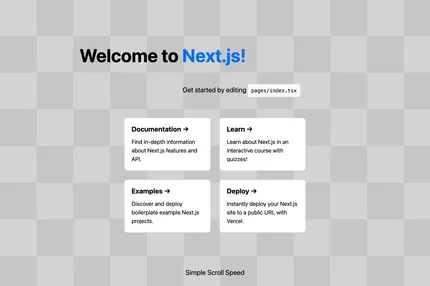 Welcome to Next.js!
Get started by editing pages/index.tsx
Documentation →
Find in-depth information
about Next.js features and
API.
Learn →
Learn about Next.js in an
interactive course with
quizzes!
Examples →
Discover and deploy
boilerplate example Next.js
projects.
Deploy →
Instantly deploy your Next.js
site to a public URL with
Vercel.
Simple Scroll Speed